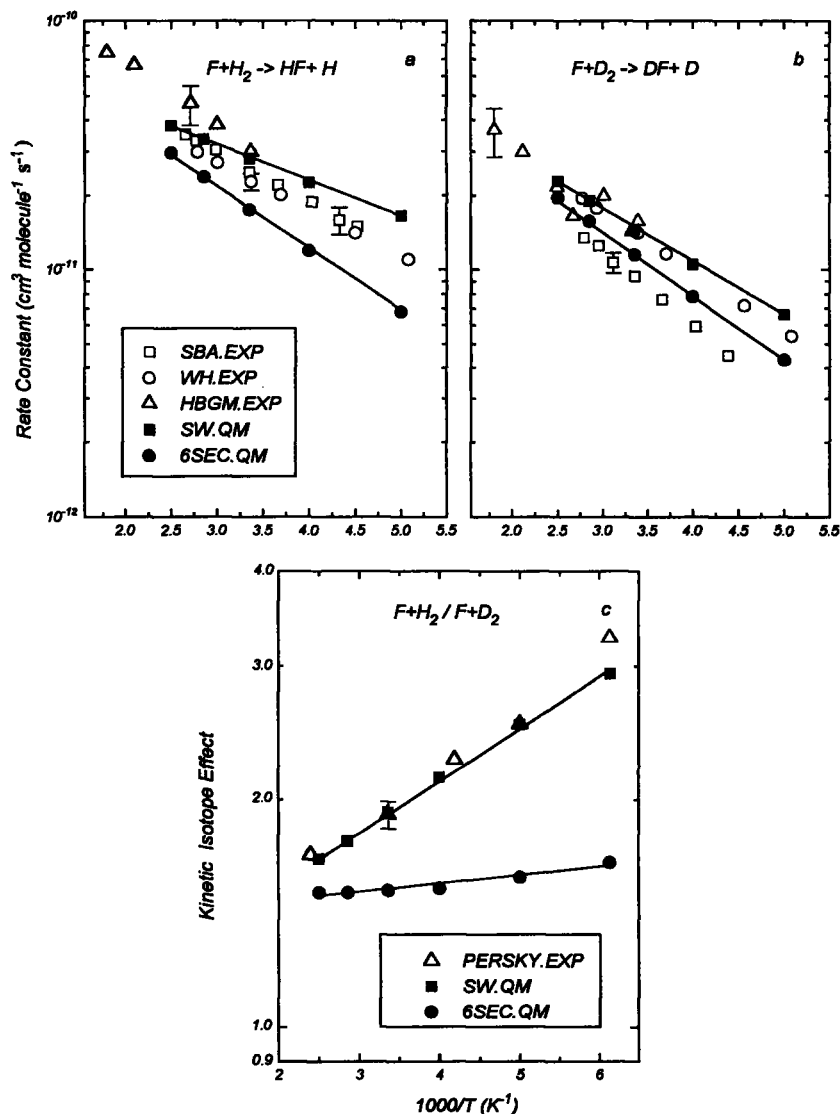 10⁻¹⁰
F+H₂ -> HF+ H
a
Rate Constant (cm³ molecule⁻¹ s⁻¹)
10⁻¹¹
SBA.EXP
WH.EXP
HBGM.EXP
SW.QM
6SEC.QM
10⁻¹²
2.0 2.5 3.0 3.5 4.0 4.5 5.0 5.5
F+D₂ -> DF+ D
b
2.0 2.5 3.0 3.5 4.0 4.5 5.0 5.5
4.0
F+H₂ / F+D₂
c
3.0
Kinetic Isotope Effect
2.0
PERSKY.EXP
SW.QM
6SEC.QM
1.0
0.9
2 3 4 5 6
1000/T (K⁻¹)